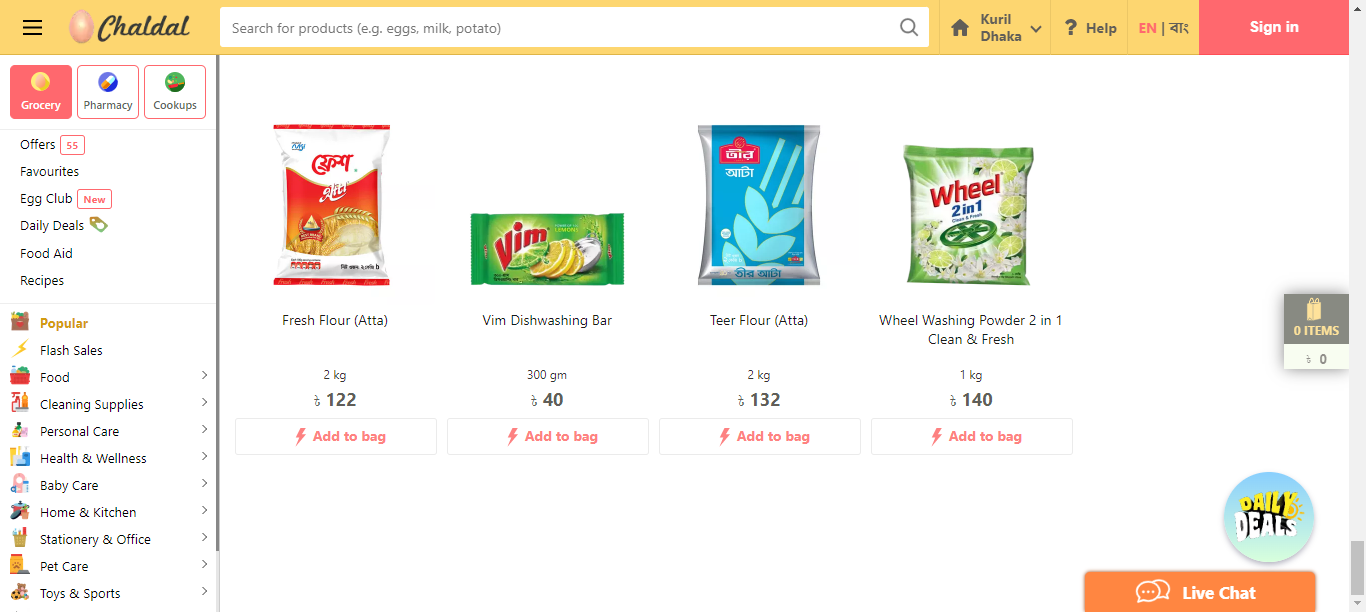 Chaldal
Search for products (e.g. eggs, milk, potato)
Kuril
Dhaka
Help
EN | বাং
Sign in
Grocery
Pharmacy
Cookups
Offers 55
Favourites
Egg Club New
Daily Deals
Food Aid
Recipes
Popular
Flash Sales
Food
Cleaning Supplies
Personal Care
Health & Wellness
Baby Care
Home & Kitchen
Stationery & Office
Pet Care
Toys & Sports
ফ্রেশ
আটা
Vim
LEMONS
তীর
আটা
তীর আটা
Wheel
2in1
Clean & Fresh
Fresh Flour (Atta)
Vim Dishwashing Bar
Teer Flour (Atta)
Wheel Washing Powder 2 in 1
Clean & Fresh
2 kg
300 gm
2 kg
1 kg
৳ 122
৳ 40
৳ 132
৳ 140
Add to bag
Add to bag
Add to bag
Add to bag
0 ITEMS
৳ 0
DAILY
DEALS
Live Chat